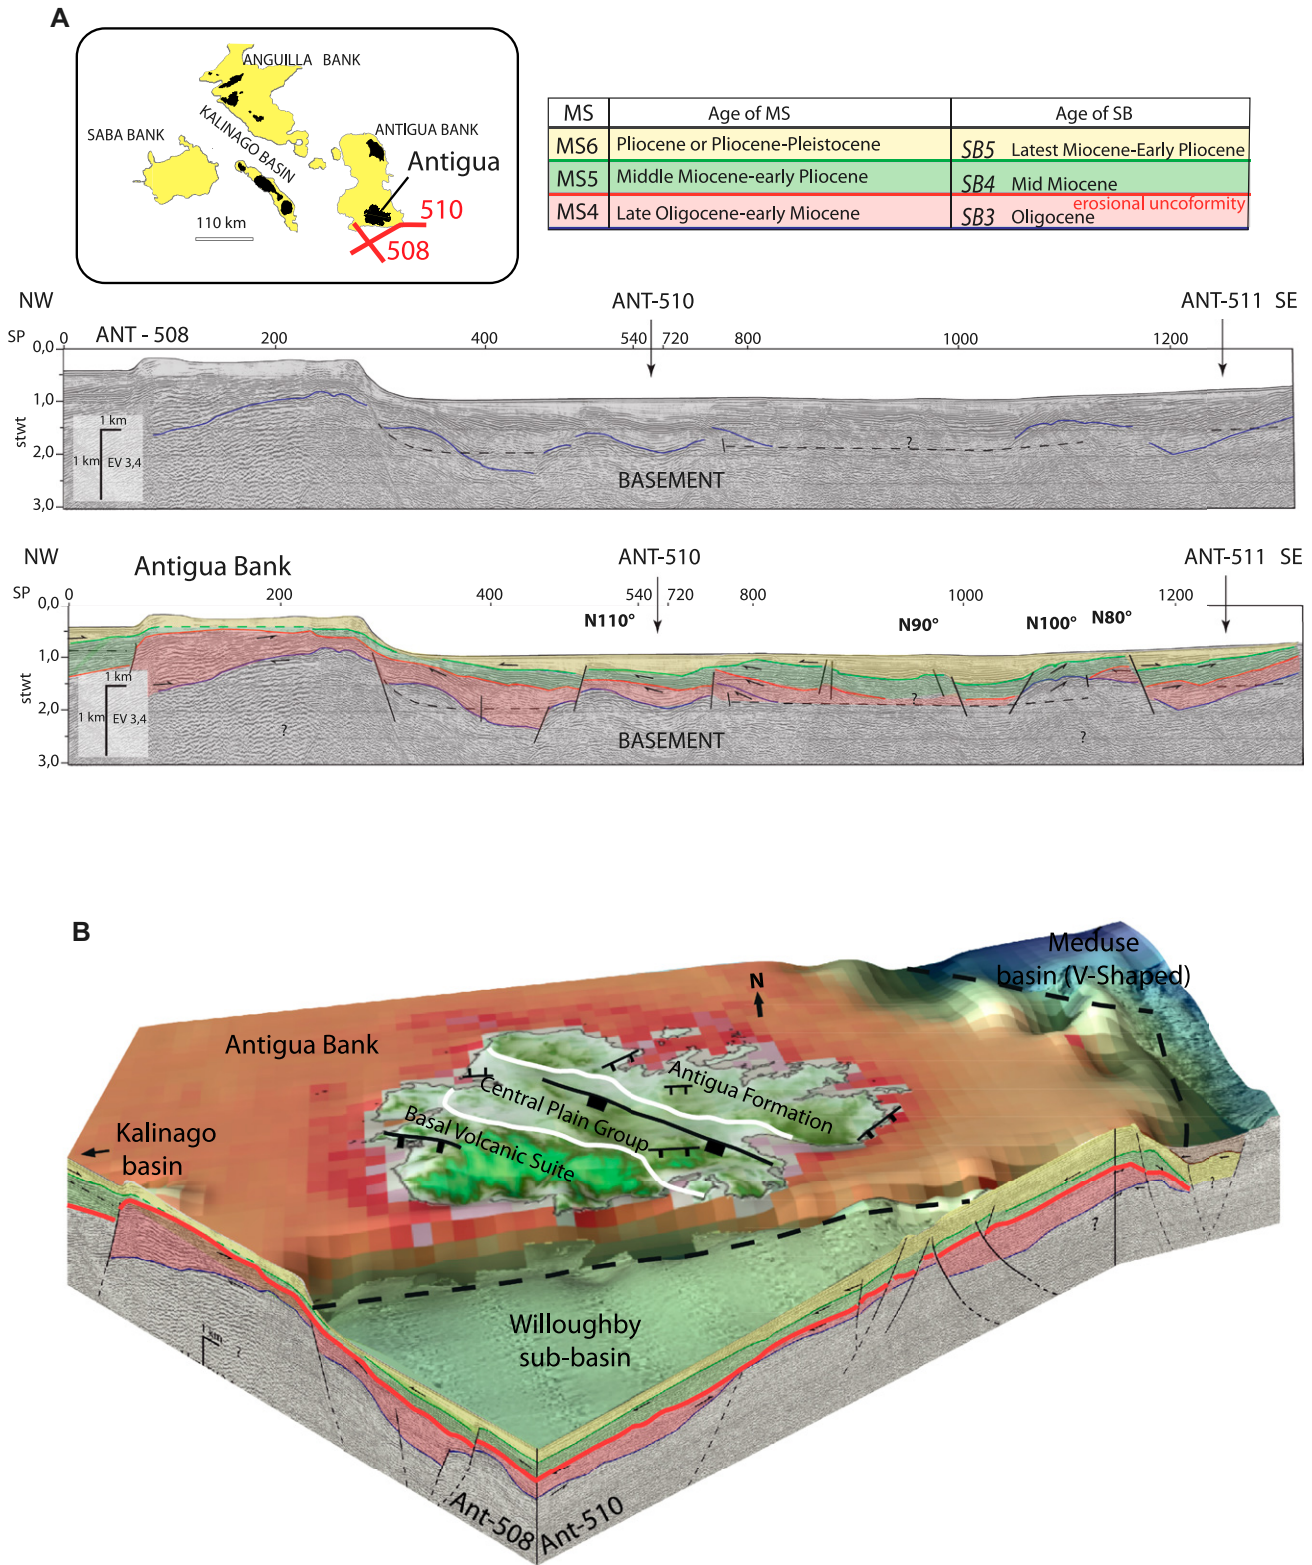 A
ANGUILLA BANK
KALINAGO BASIN
SABA BANK
ANTIGUA BANK
Antigua
510
508
110 km
MS Age of MS Age of SB
MS6 Pliocene or Pliocene-Pleistocene SB5 Latest Miocene-Early Pliocene
MS5 Middle Miocene-early Pliocene SB4 Mid Miocene
erosional uncoformity
MS4 Late Oligocene-early Miocene SB3 Oligocene
NW ANT-510 ANT-511 SE
SP 0 ANT - 508 200 400 540 720 800 1000 1200
0,0
1,0
2,0
3,0
stwt
1 km
1 km EV 3,4
?
BASEMENT
NW Antigua Bank ANT-510 ANT-511 SE
SP 0 200 400 540 720 800 1000 1200
0,0
1,0
2,0
3,0
stwt
N110° N90° N100° N80°
1 km
1 km EV 3,4
?
?
?
BASEMENT
B
Meduse
basin (V-Shaped)
N
Antigua Bank
Antigua Formation
Central Plain Group
Basal Volcanic Suite
Kalinago
basin
?
?
Willoughby
sub-basin
1 km
?
Ant-508
Ant-510